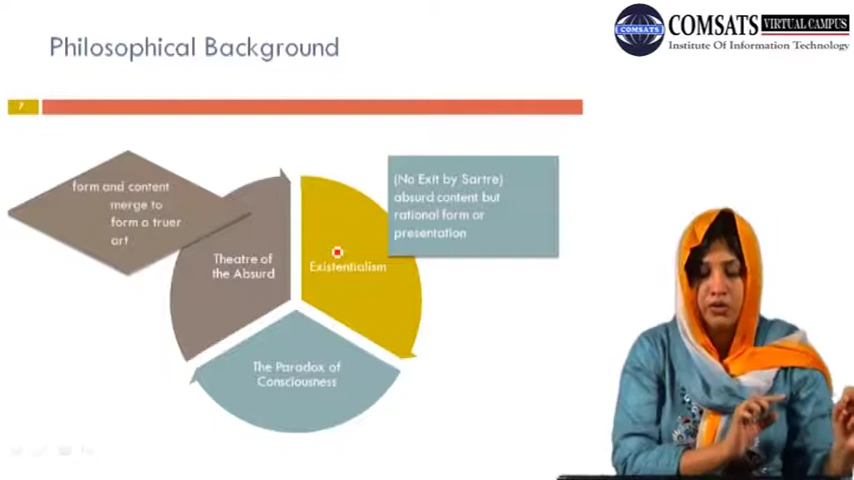 Philosophical Background
COMSATS VIRTUAL CAMPUS
Institute Of Information Technology
COMSATS
7
form and content
merge to
form a truer
art
(No Exit by Sartre)
absurd content but
rational form or
presentation
Theatre of
the Absurd
Existentialism
The Paradox of
Consciousness